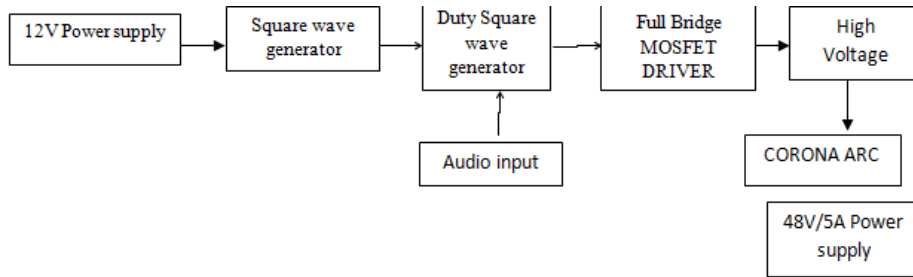 12V Power supply
Square wave
generator
Duty Square
wave
generator
Full Bridge
MOSFET
DRIVER
High
Voltage
Audio input
CORONA ARC
48V/5A Power
supply